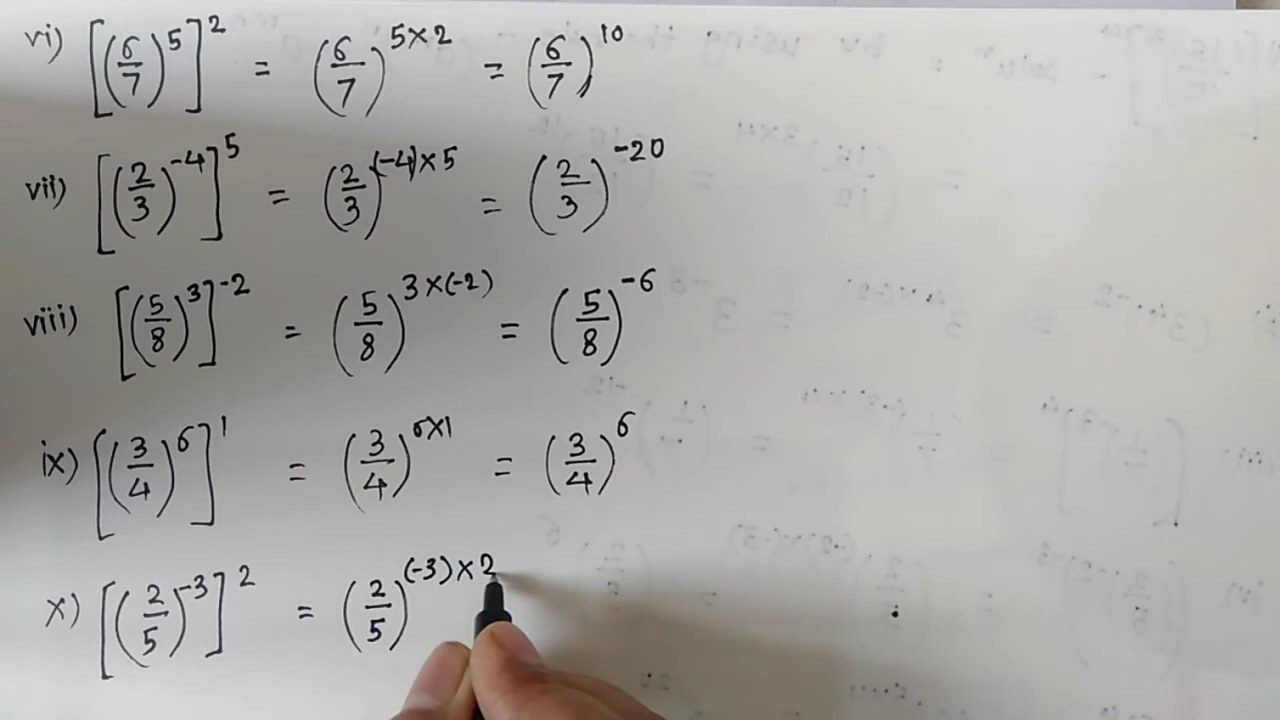 vi) [(6/7)^5]^2 = (6/7)^5×2 = (6/7)^10
vii) [(2/3)^-4]^5 = (2/3)^(-4)×5 = (2/3)^-20
viii) [(5/8)^3]^-2 = (5/8)^3×(-2) = (5/8)^-6
ix) [(3/4)^6]^1 = (3/4)^6×1 = (3/4)^6
x) [(2/5)^-3]^2 = (2/5)^(-3)×2